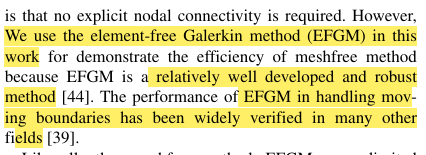 is that no explicit nodal connectivity is required. However,
We use the element-free Galerkin method (EFGM) in this
work for demonstrate the efficiency of meshfree method
because EFGM is a relatively well developed and robust
method [44]. The performance of EFGM in handling mov-
ing boundaries has been widely verified in many other
fields [39].